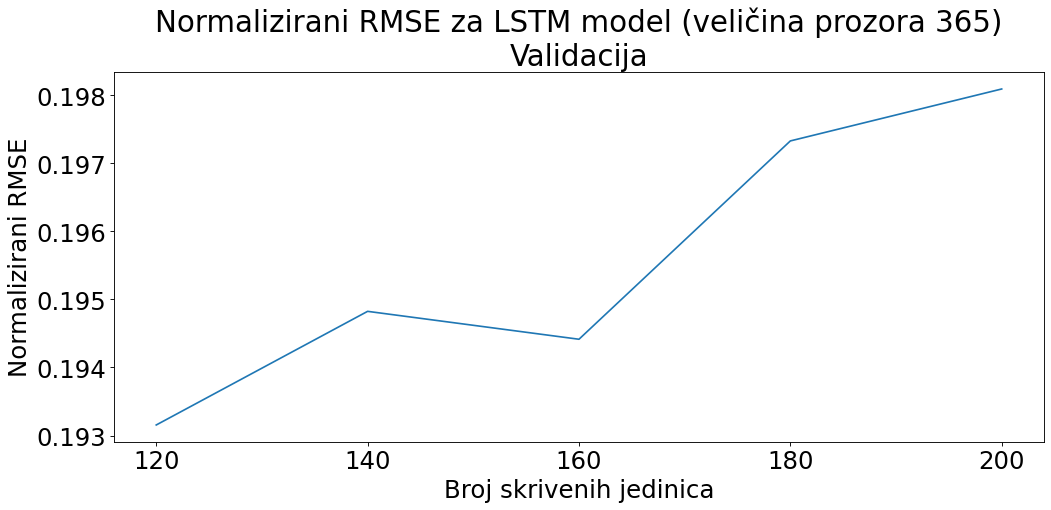 Normalizirani RMSE za LSTM model (veličina prozora 365)
Validacija
Normalizirani RMSE
0.198
0.197
0.196
0.195
0.194
0.193
120 140 160 180 200
Broj skrivenih jedinica